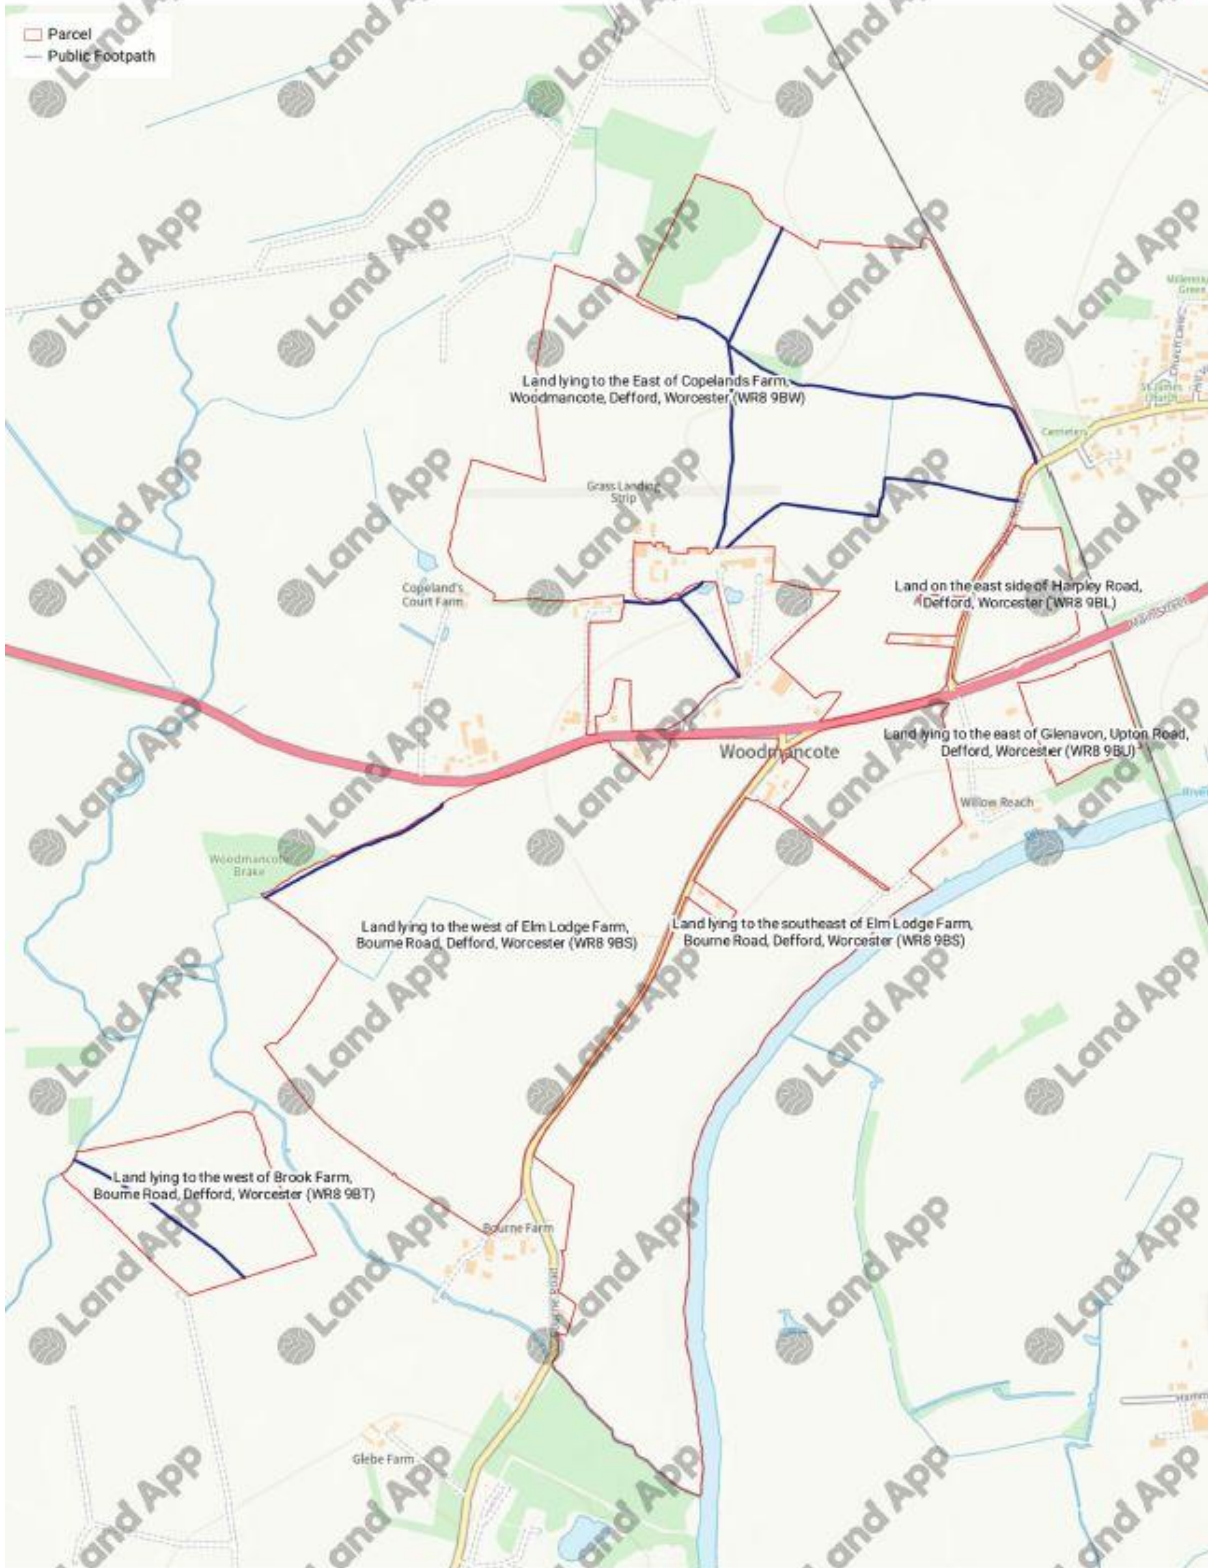 Parcel
Public Footpath
Millennium
Green
St James
Church
Cemetery
Land lying to the East of Copelands Farm,
Woodmancote, Defford, Worcester (WR8 9BW)
Grass Landing
Strip
Copeland's
Court Farm
Land on the east side of Harpley Road,
Defford, Worcester (WR8 9BL)
Main Street
Land lying to the east of Glenavon, Upton Road,
Defford, Worcester (WR8 9BU)
Woodmancote
Willow Reach
River
Woodmancote
Brake
Land lying to the west of Elm Lodge Farm,
Bourne Road, Defford, Worcester (WR8 9BS)
Land lying to the southeast of Elm Lodge Farm,
Bourne Road, Defford, Worcester (WR8 9BS)
Land lying to the west of Brook Farm,
Bourne Road, Defford, Worcester (WR8 9BT)
Bourne Farm
Bourne Road
Glebe Farm
Land App